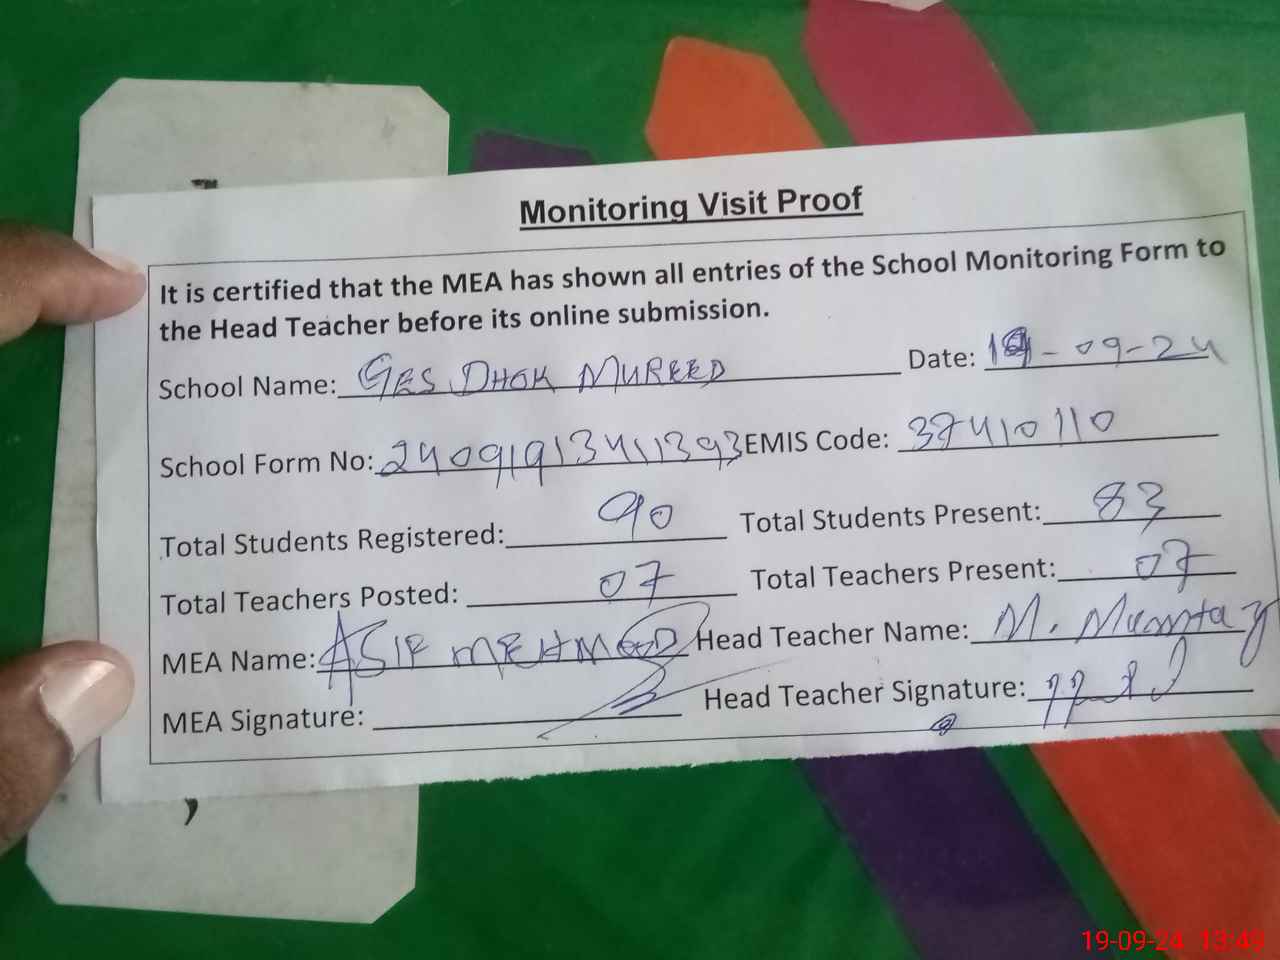 Monitoring Visit Proof
It is certified that the MEA has shown all entries of the School Monitoring Form to
the Head Teacher before its online submission.
School Name: GES DHOK MUREED Date: 19-09-24
School Form No: 2409191341393 EMIS Code: 37410110
Total Students Registered: 90 Total Students Present: 83
Total Teachers Posted: 07 Total Teachers Present: 07
MEA Name: ASIF MEHMOOD Head Teacher Name: M. Mumtaz
MEA Signature: Head Teacher Signature:
19-09-24 13:49